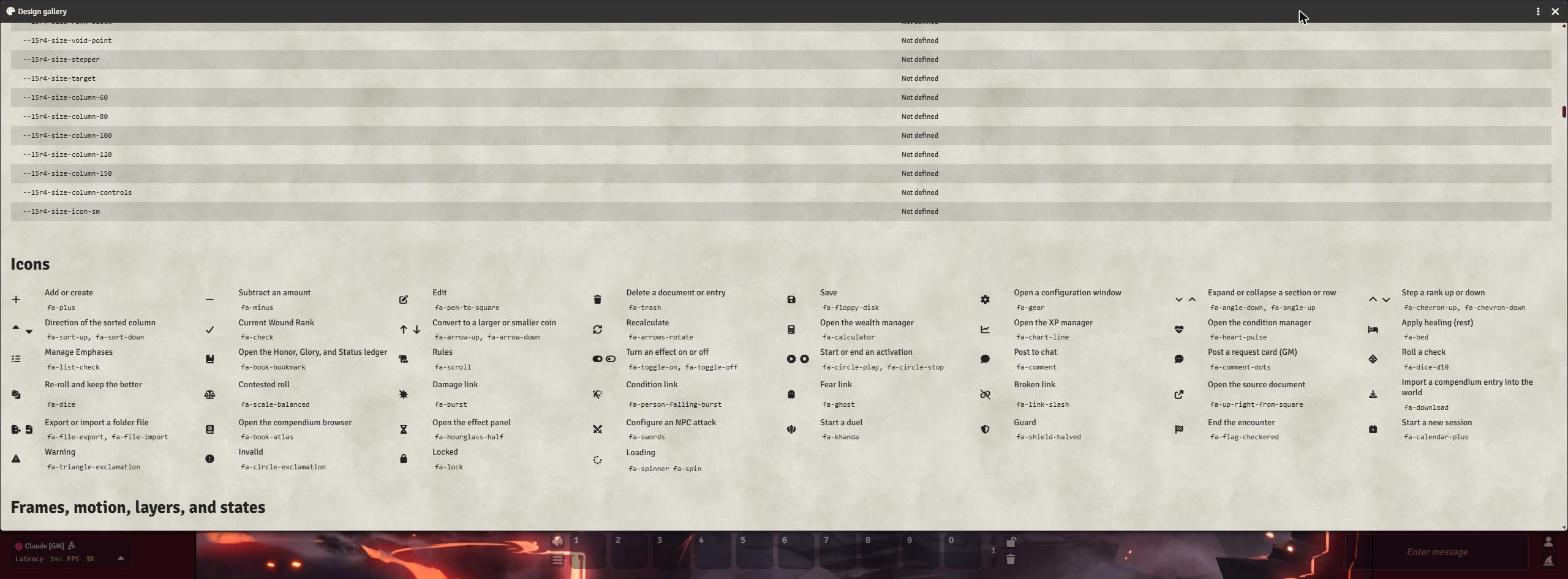 Design gallery
--l5r4-size-void-point Not defined
--l5r4-size-stepper Not defined
--l5r4-size-target Not defined
--l5r4-size-column-60 Not defined
--l5r4-size-column-80 Not defined
--l5r4-size-column-100 Not defined
--l5r4-size-column-120 Not defined
--l5r4-size-column-150 Not defined
--l5r4-size-column-controls Not defined
--l5r4-size-icon-sm Not defined
Icons
Add or create
fa-plus
Subtract an amount
fa-minus
Edit
fa-pen-to-square
Delete a document or entry
fa-trash
Save
fa-floppy-disk
Open a configuration window
fa-gear
Expand or collapse a section or row
fa-angle-down, fa-angle-up
Step a rank up or down
fa-chevron-up, fa-chevron-down
Direction of the sorted column
fa-sort-up, fa-sort-down
Current Wound Rank
fa-check
Convert to a larger or smaller coin
fa-arrow-up, fa-arrow-down
Recalculate
fa-arrows-rotate
Open the wealth manager
fa-calculator
Open the XP manager
fa-chart-line
Open the condition manager
fa-heart-pulse
Apply healing (rest)
fa-bed
Manage Emphases
fa-list-check
Open the Honor, Glory, and Status ledger
fa-book-bookmark
Rules
fa-scroll
Turn an effect on or off
fa-toggle-on, fa-toggle-off
Start or end an activation
fa-circle-play, fa-circle-stop
Post to chat
fa-comment
Post a request card (GM)
fa-comment-dots
Roll a check
fa-dice-d10
Re-roll and keep the better
fa-dice
Contested roll
fa-scale-balanced
Damage link
fa-burst
Condition link
fa-person-falling-burst
Fear link
fa-ghost
Broken link
fa-link-slash
Open the source document
fa-up-right-from-square
Import a compendium entry into the
world
fa-download
Export or import a folder file
fa-file-export, fa-file-import
Open the compendium browser
fa-book-atlas
Open the effect panel
fa-hourglass-half
Configure an NPC attack
fa-swords
Start a duel
fa-khanda
Guard
fa-shield-halved
End the encounter
fa-flag-checkered
Start a new session
fa-calendar-plus
Warning
fa-triangle-exclamation
Invalid
fa-circle-exclamation
Locked
fa-lock
Loading
fa-spinner fa-spin
Frames, motion, layers, and states
Claude [GM]
Latency 1ms FPS 38
1 2 3 4 5 6 7 8 9 0
1
Enter message